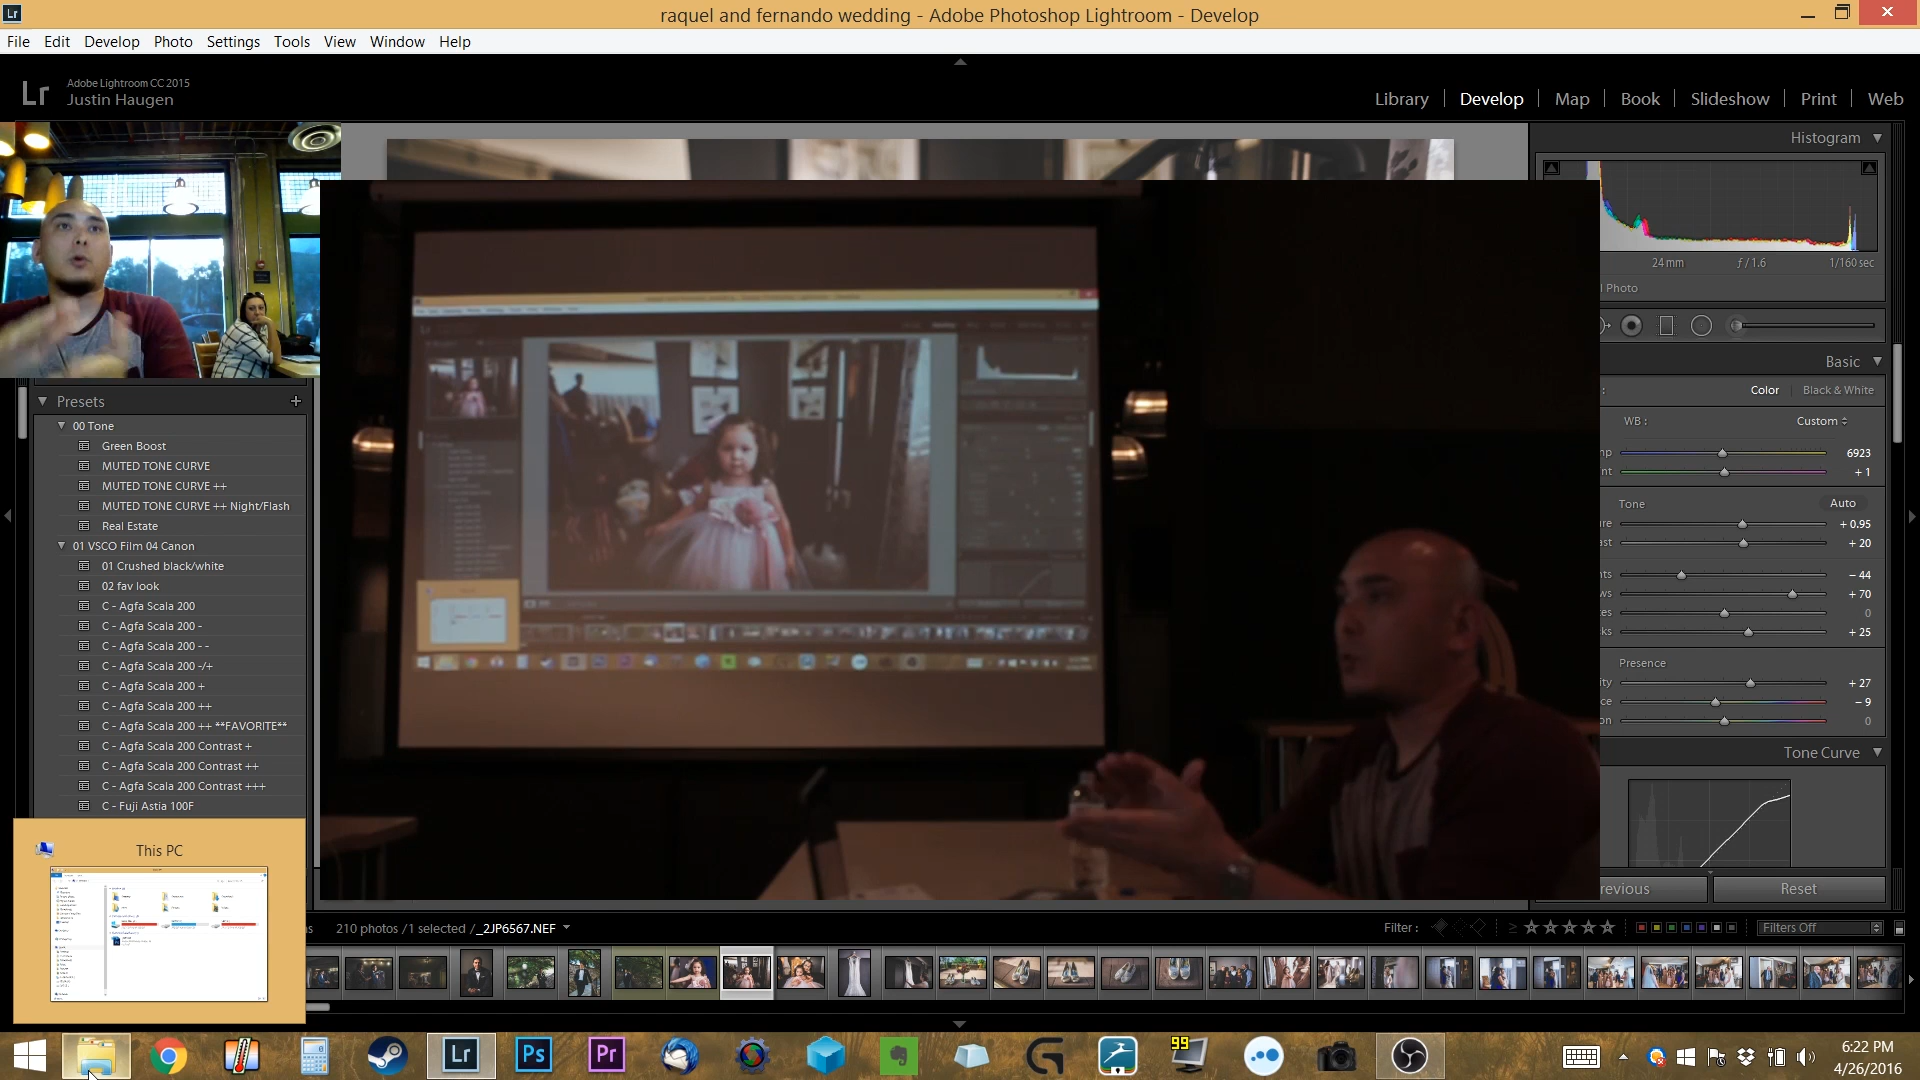 Lr
raquel and fernando wedding - Adobe Photoshop Lightroom - Develop
File Edit Develop Photo Settings Tools View Window Help
Lr
Adobe Lightroom CC 2015
Justin Haugen
Library Develop Map Book Slideshow Print Web
Histogram
24 mm ƒ / 1.6 1/160 sec
Photo
Basic
Color Black & White
WB : Custom
6923
+ 1
Tone Auto
+ 0.95
+ 20
− 44
+ 70
0
+ 25
Presence
+ 27
− 9
0
Tone Curve
Reset
Presets +
00 Tone
Green Boost
MUTED TONE CURVE
MUTED TONE CURVE ++
MUTED TONE CURVE ++ Night/Flash
Real Estate
01 VSCO Film 04 Canon
01 Crushed black/white
02 fav look
C - Agfa Scala 200
C - Agfa Scala 200 -
C - Agfa Scala 200 - -
C - Agfa Scala 200 -/+
C - Agfa Scala 200 +
C - Agfa Scala 200 ++
C - Agfa Scala 200 ++ **FAVORITE**
C - Agfa Scala 200 Contrast +
C - Agfa Scala 200 Contrast ++
C - Agfa Scala 200 Contrast +++
C - Fuji Astia 100F
This PC
210 photos / 1 selected / _2JP6567.NEF
Filter : Filters Off
Lr Ps Pr 99
6:22 PM
4/26/2016